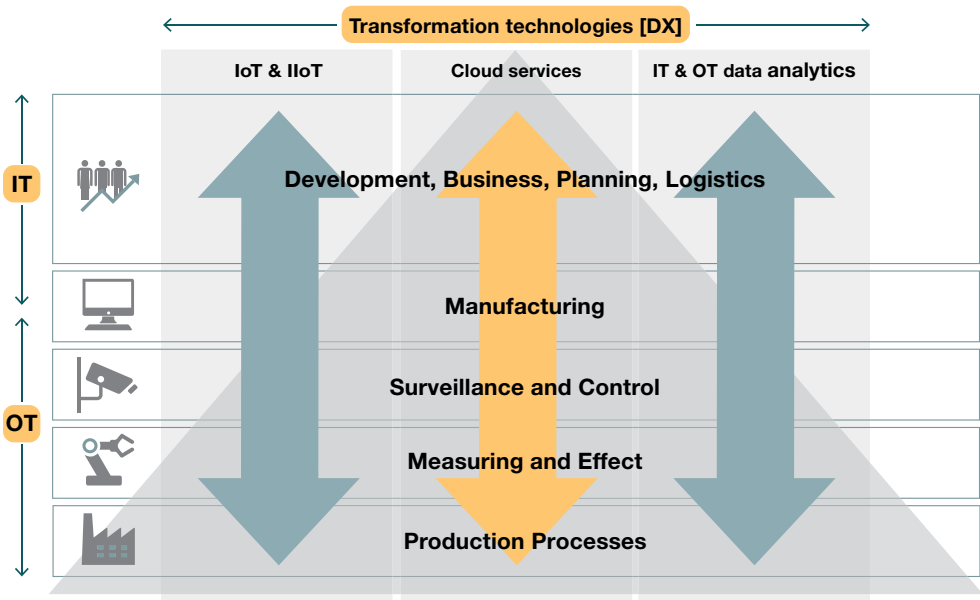 Transformation technologies [DX]
IoT & IIoT
Cloud services
IT & OT data analytics
IT
Development, Business, Planning, Logistics
Manufacturing
Surveillance and Control
OT
Measuring and Effect
Production Processes